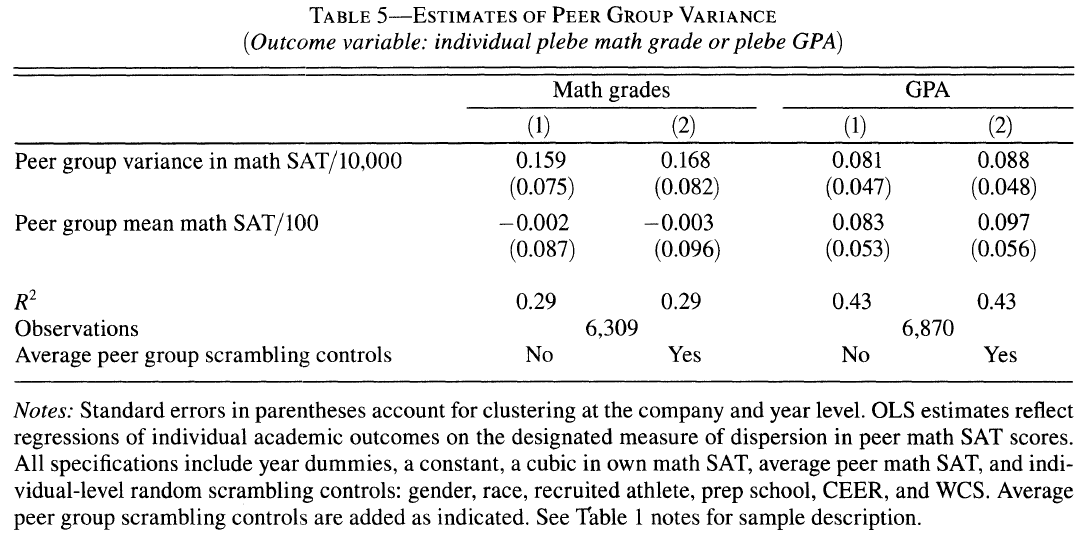 TABLE 5—ESTIMATES OF PEER GROUP VARIANCE
(Outcome variable: individual plebe math grade or plebe GPA)
Math grades GPA
(1) (2) (1) (2)
Peer group variance in math SAT/10,000 0.159 0.168 0.081 0.088
(0.075) (0.082) (0.047) (0.048)
Peer group mean math SAT/100 −0.002 −0.003 0.083 0.097
(0.087) (0.096) (0.053) (0.056)
R² 0.29 0.29 0.43 0.43
Observations 6,309 6,870
Average peer group scrambling controls No Yes No Yes
Notes: Standard errors in parentheses account for clustering at the company and year level. OLS estimates reflect
regressions of individual academic outcomes on the designated measure of dispersion in peer math SAT scores.
All specifications include year dummies, a constant, a cubic in own math SAT, average peer math SAT, and indi-
vidual-level random scrambling controls: gender, race, recruited athlete, prep school, CEER, and WCS. Average
peer group scrambling controls are added as indicated. See Table 1 notes for sample description.